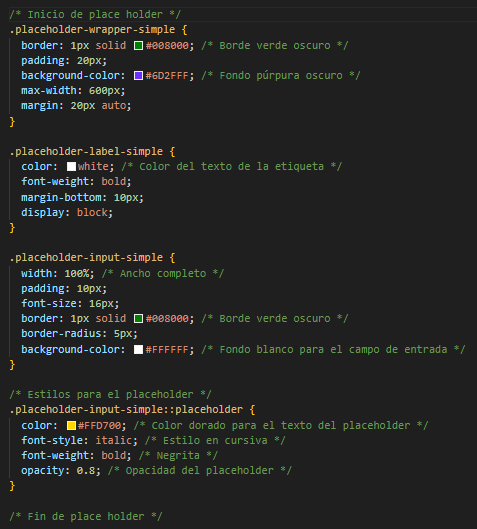 /* Inicio de place holder */
.placeholder-wrapper-simple {
border: 1px solid #008000; /* Borde verde oscuro */
padding: 20px;
background-color: #6D2FFF; /* Fondo púrpura oscuro */
max-width: 600px;
margin: 20px auto;
}
.placeholder-label-simple {
color: white; /* Color del texto de la etiqueta */
font-weight: bold;
margin-bottom: 10px;
display: block;
}
.placeholder-input-simple {
width: 100%; /* Ancho completo */
padding: 10px;
font-size: 16px;
border: 1px solid #008000; /* Borde verde oscuro */
border-radius: 5px;
background-color: #FFFFFF; /* Fondo blanco para el campo de entrada */
}
/* Estilos para el placeholder */
.placeholder-input-simple::placeholder {
color: #FFD700; /* Color dorado para el texto del placeholder */
font-style: italic; /* Estilo en cursiva */
font-weight: bold; /* Negrita */
opacity: 0.8; /* Opacidad del placeholder */
}
/* Fin de place holder */